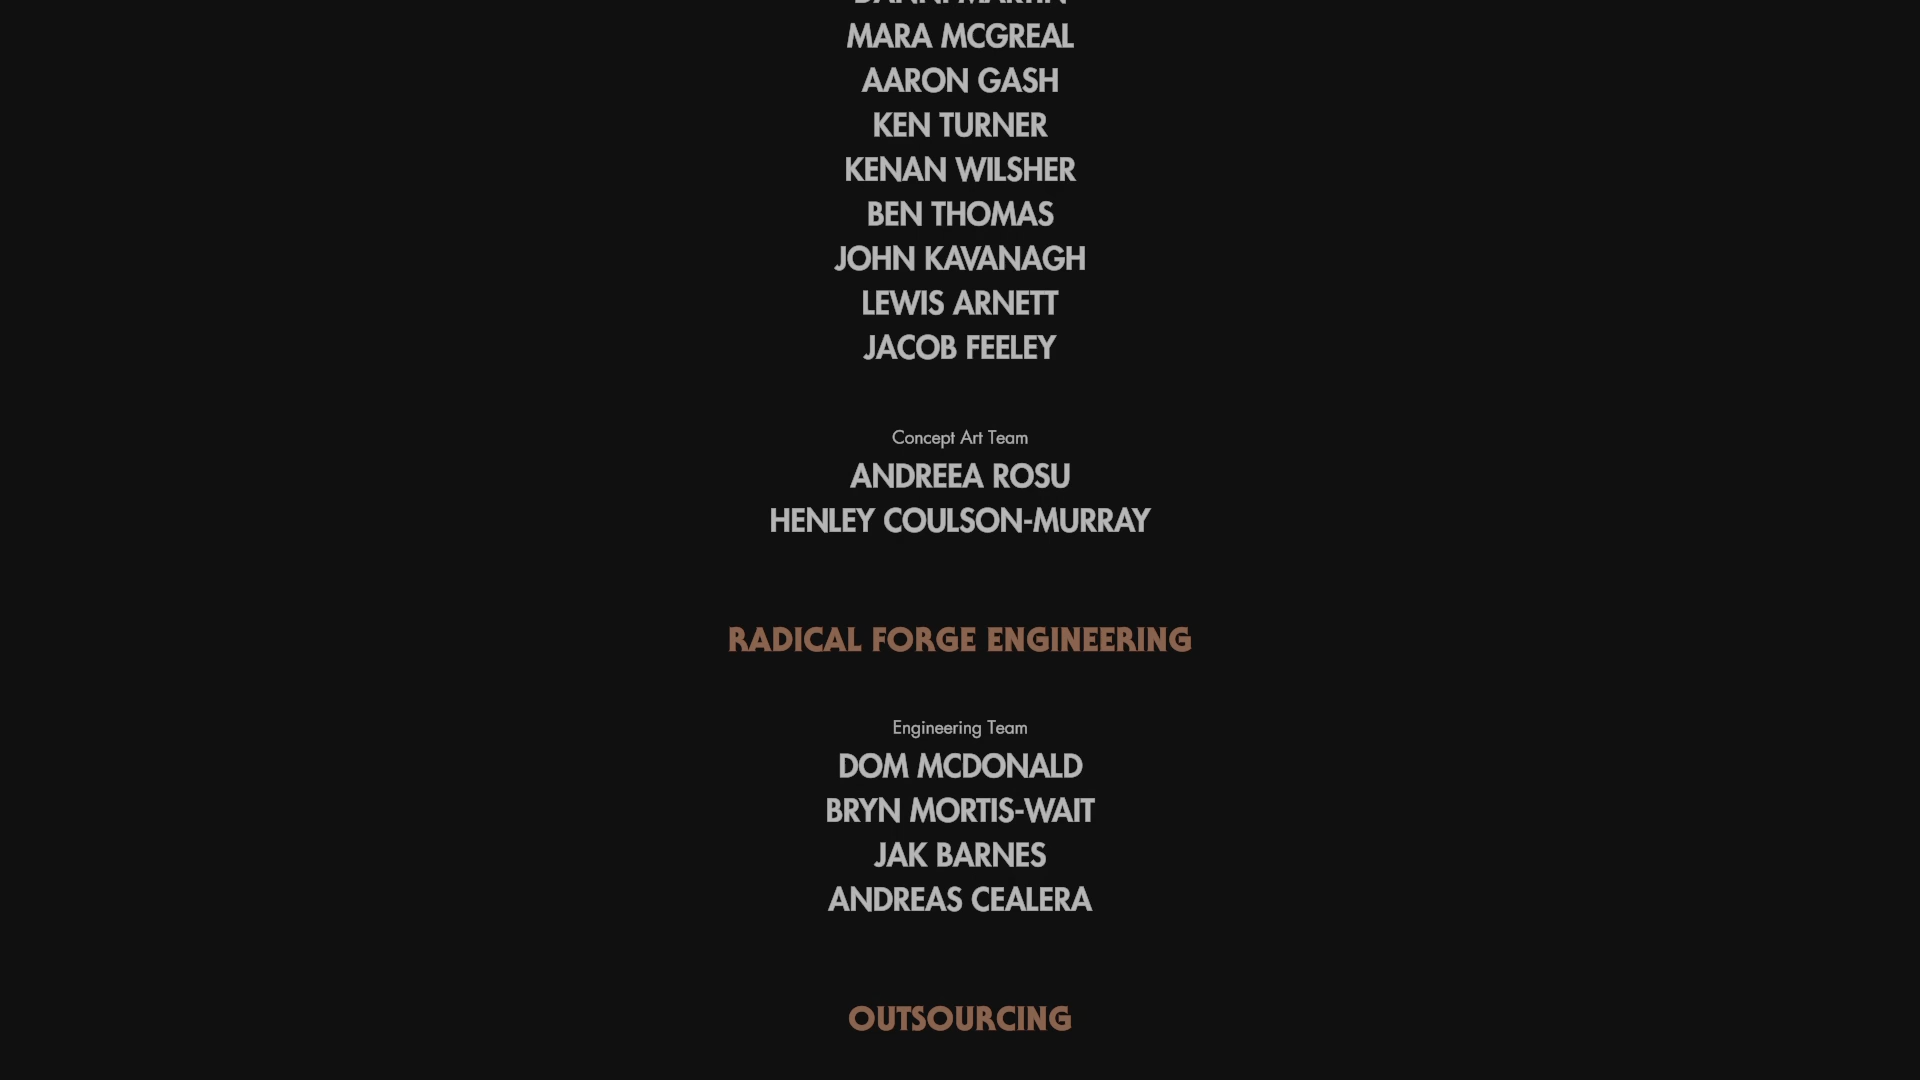 DANNI MARTIN
MARA MCGREAL
AARON GASH
KEN TURNER
KENAN WILSHER
BEN THOMAS
JOHN KAVANAGH
LEWIS ARNETT
JACOB FEELEY
Concept Art Team
ANDREEA ROSU
HENLEY COULSON-MURRAY
RADICAL FORGE ENGINEERING
Engineering Team
DOM MCDONALD
BRYN MORTIS-WAIT
JAK BARNES
ANDREAS CEALERA
OUTSOURCING